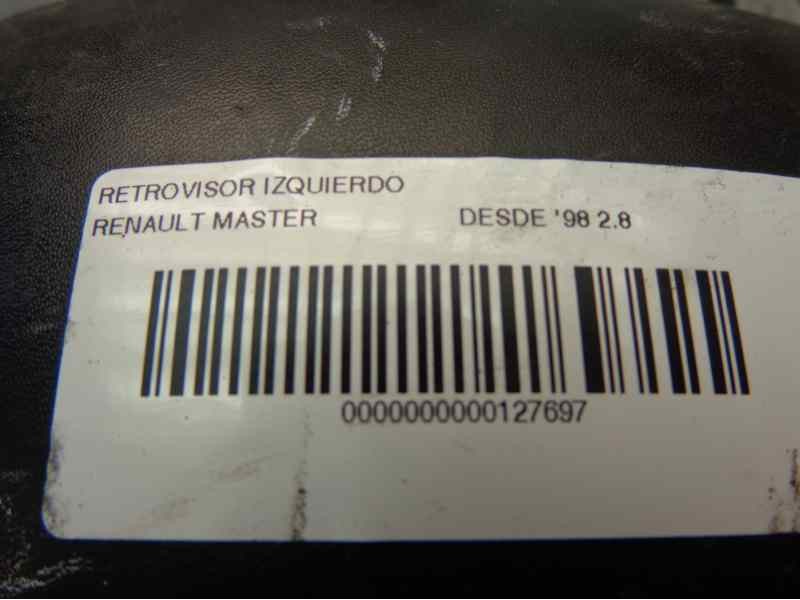 RETROVISOR IZQUIERDO
RENAULT MASTER DESDE '98 2.8
0000000000127697